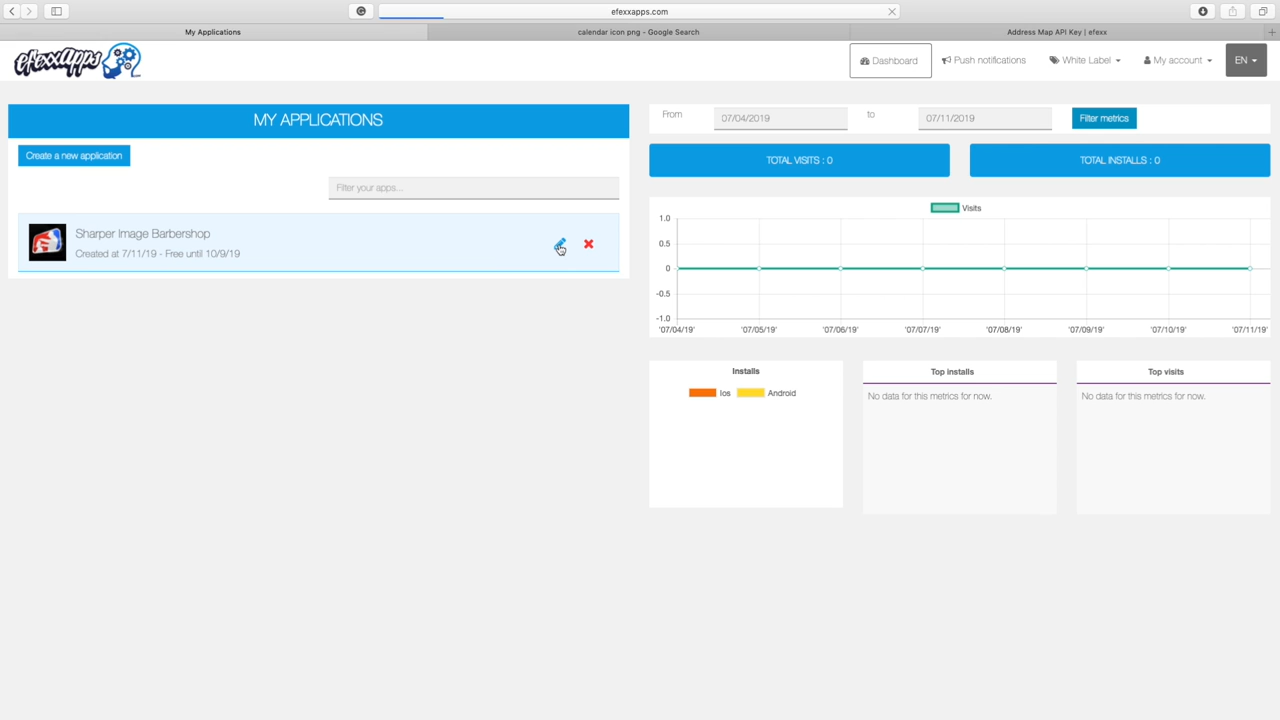 efexxapps.com
My Applications
calendar icon png - Google Search
Address Map API Key | efexx
efexxapps
Dashboard
Push notifications
White Label
My account
EN
MY APPLICATIONS
Create a new application
Filter your apps...
Sharper Image Barbershop
Created at 7/11/19 - Free until 10/9/19
From
07/04/2019
to
07/11/2019
Filter metrics
TOTAL VISITS : 0
TOTAL INSTALLS : 0
Visits
1.0
0.5
0
-0.5
-1.0
'07/04/19'
'07/05/19'
'07/06/19'
'07/07/19'
'07/08/19'
'07/09/19'
'07/10/19'
'07/11/19'
Installs
Ios
Android
Top installs
No data for this metrics for now.
Top visits
No data for this metrics for now.